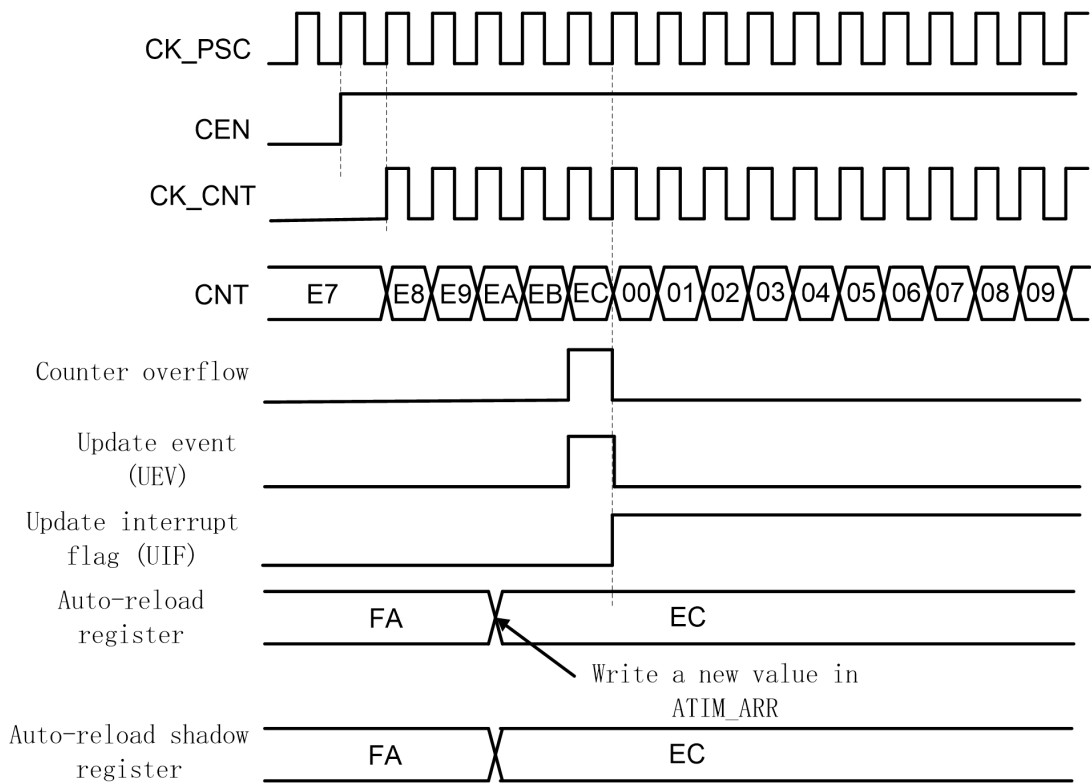 CK_PSC
CEN
CK_CNT
CNT E7 E8 E9 EA EB EC 00 01 02 03 04 05 06 07 08 09
Counter overflow
Update event
(UEV)
Update interrupt
flag (UIF)
Auto-reload
register
FA EC
Write a new value in
ATIM_ARR
Auto-reload shadow
register
FA EC